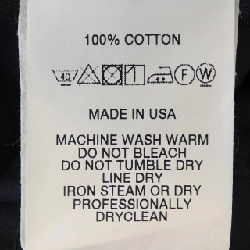 100% COTTON
MADE IN USA
MACHINE WASH WARM
DO NOT BLEACH
DO NOT TUMBLE DRY
LINE DRY
IRON STEAM OR DRY
PROFESSIONALLY
DRYCLEAN